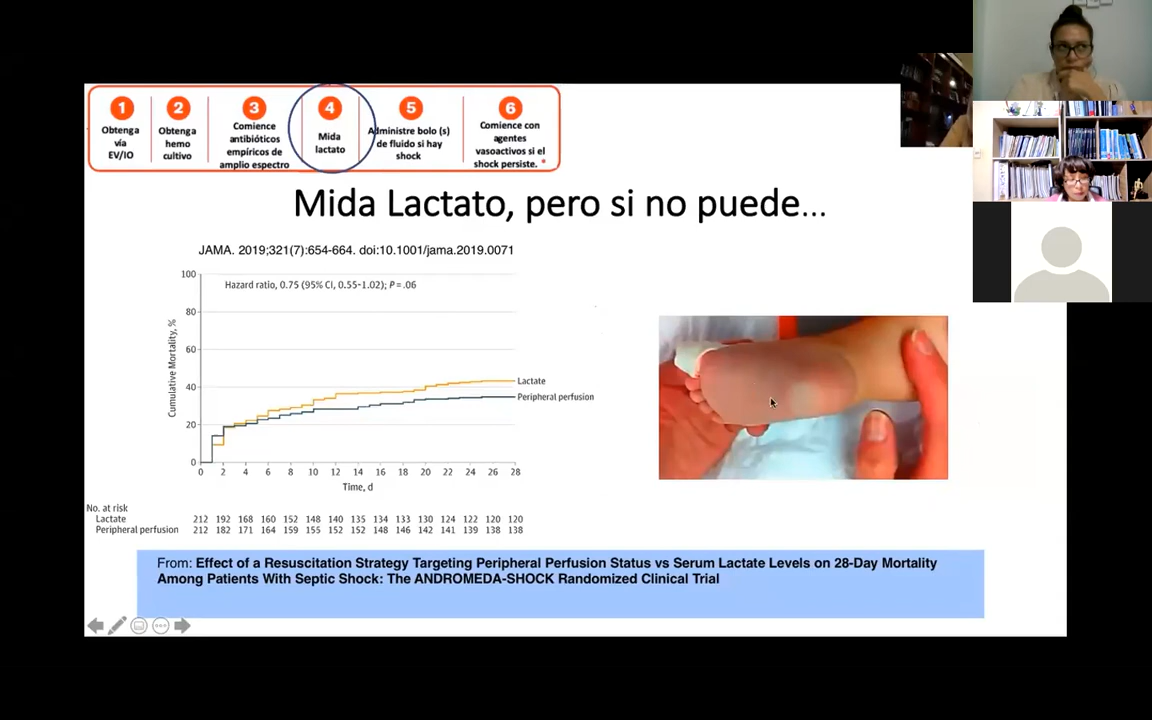 1
Obtenga
vía
EV/IO
2
Obtenga
hemo
cultivo
3
Comience
antibióticos
empíricos de
amplio espectro
4
Mida
lactato
5
Administre bolo (s)
de fluido si hay
shock
6
Comience con
agentes
vasoactivos si el
shock persiste.
Mida Lactato, pero si no puede...
JAMA. 2019;321(7):654-664. doi:10.1001/jama.2019.0071
Hazard ratio, 0.75 (95% CI, 0.55-1.02); P = .06
Cumulative Mortality, %
100
80
60
40
20
0
Lactate
Peripheral perfusion
0 2 4 6 8 10 12 14 16 18 20 22 24 26 28
Time, d
No. at risk
Lactate 212 192 168 160 152 148 140 135 134 133 130 124 122 120 120
Peripheral perfusion 212 182 171 164 159 155 152 152 148 146 142 141 139 138 138
From: Effect of a Resuscitation Strategy Targeting Peripheral Perfusion Status vs Serum Lactate Levels on 28-Day Mortality
Among Patients With Septic Shock: The ANDROMEDA-SHOCK Randomized Clinical Trial